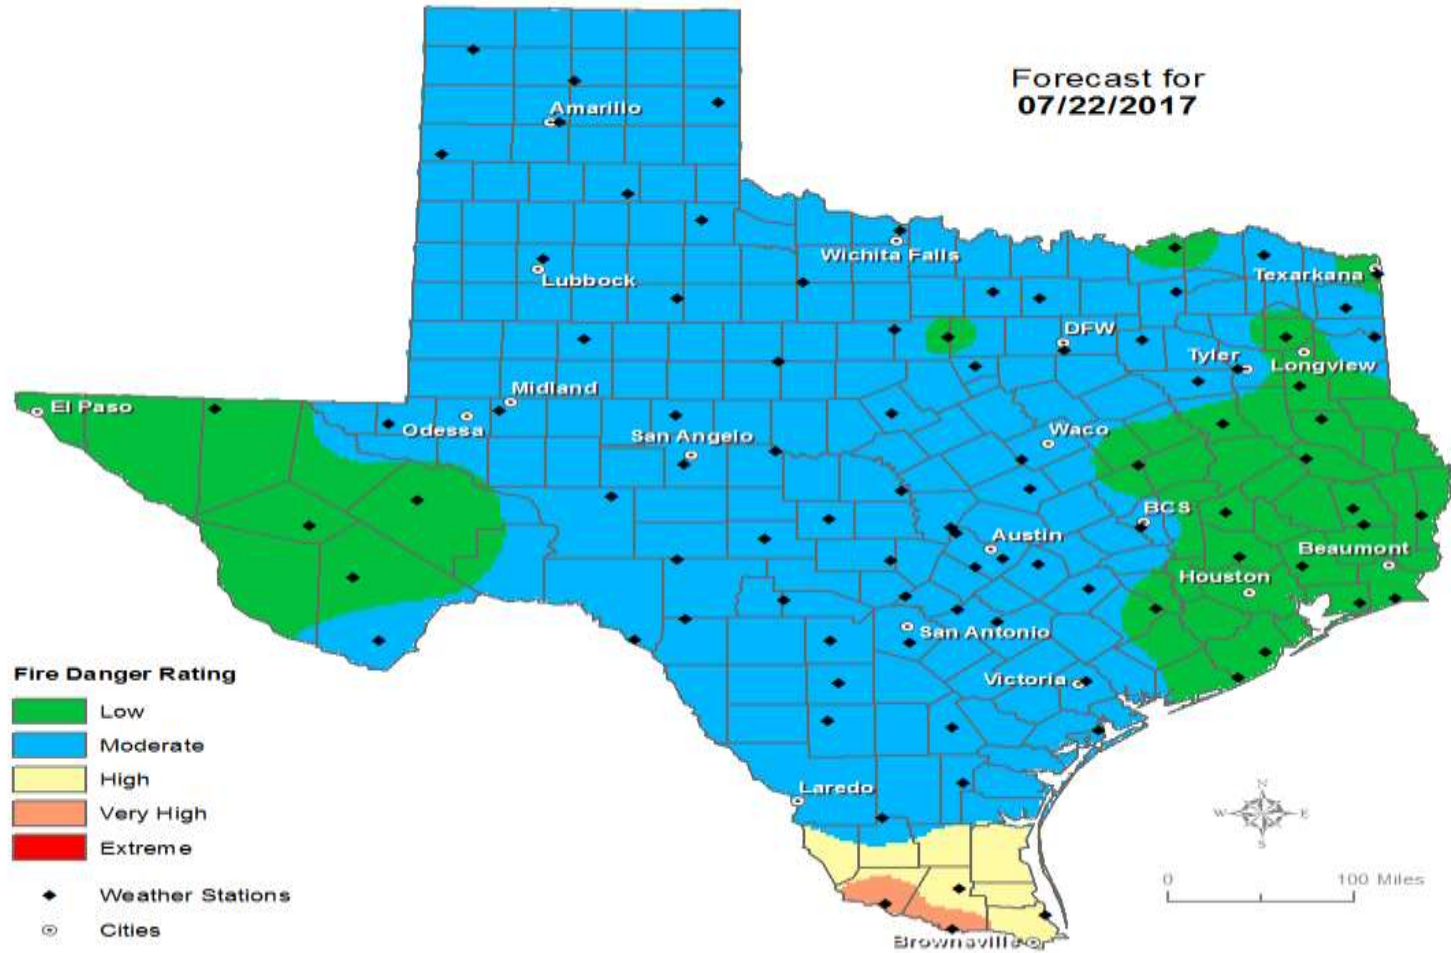 Forecast for
07/22/2017
Amarillo
Wichita Falls
Lubbock
Texarkana
DFW
Tyler
Longview
Midland
El Paso
Odessa
San Angelo
Waco
BCS
Austin
Beaumont
Houston
San Antonio
Victoria
Laredo
Brownsville
Fire Danger Rating
Low
Moderate
High
Very High
Extreme
Weather Stations
Cities
N
W
E
S
0
100 Miles